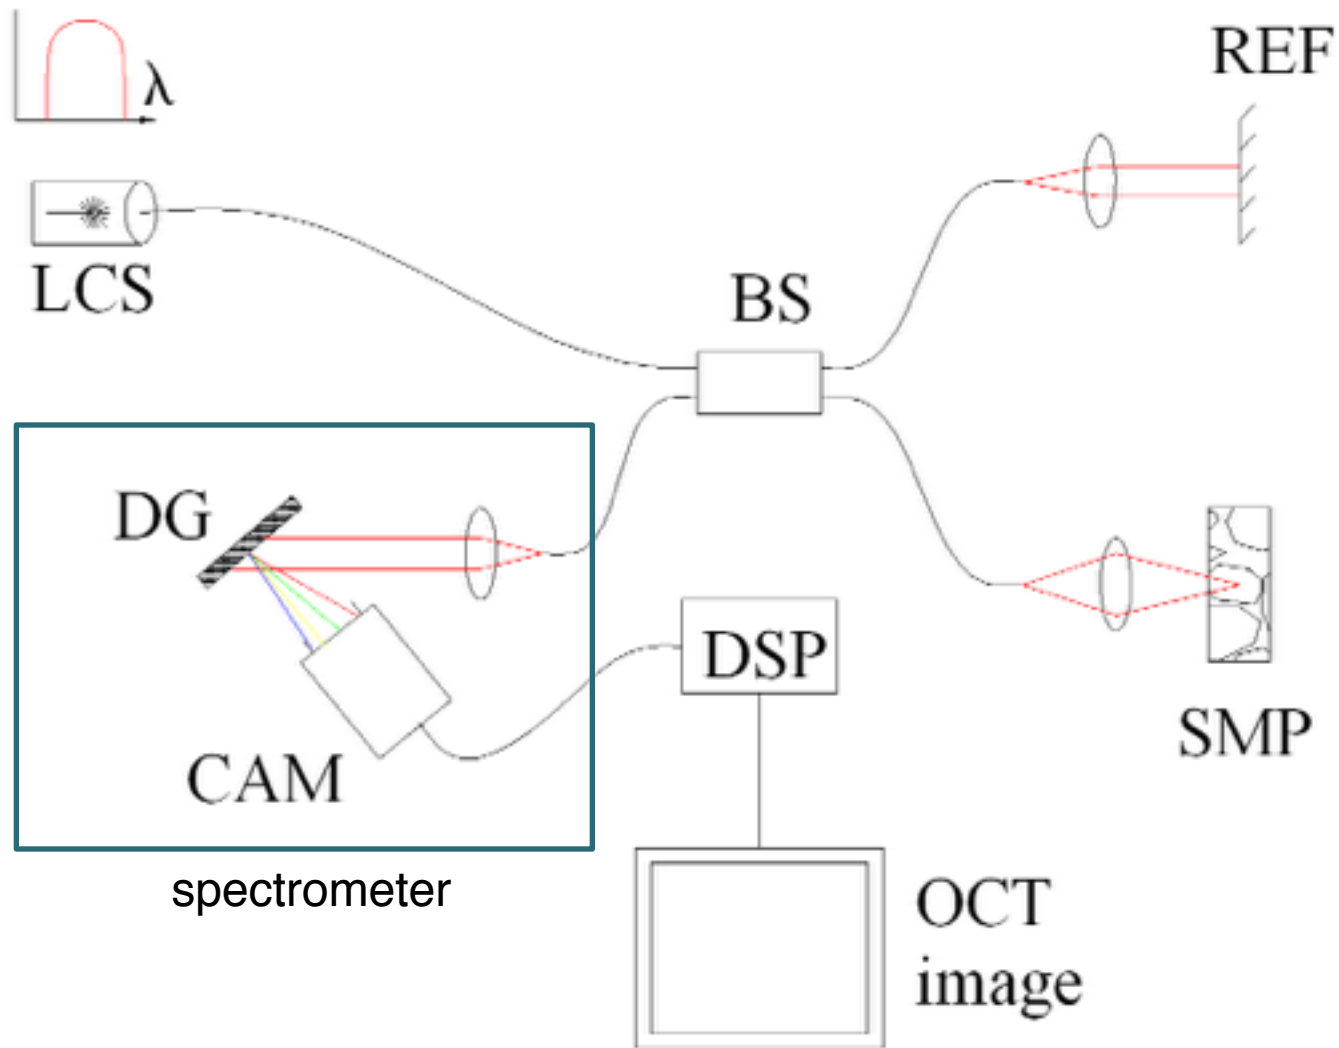 λ
REF
LCS
BS
DG
DSP
SMP
CAM
spectrometer
OCT
image